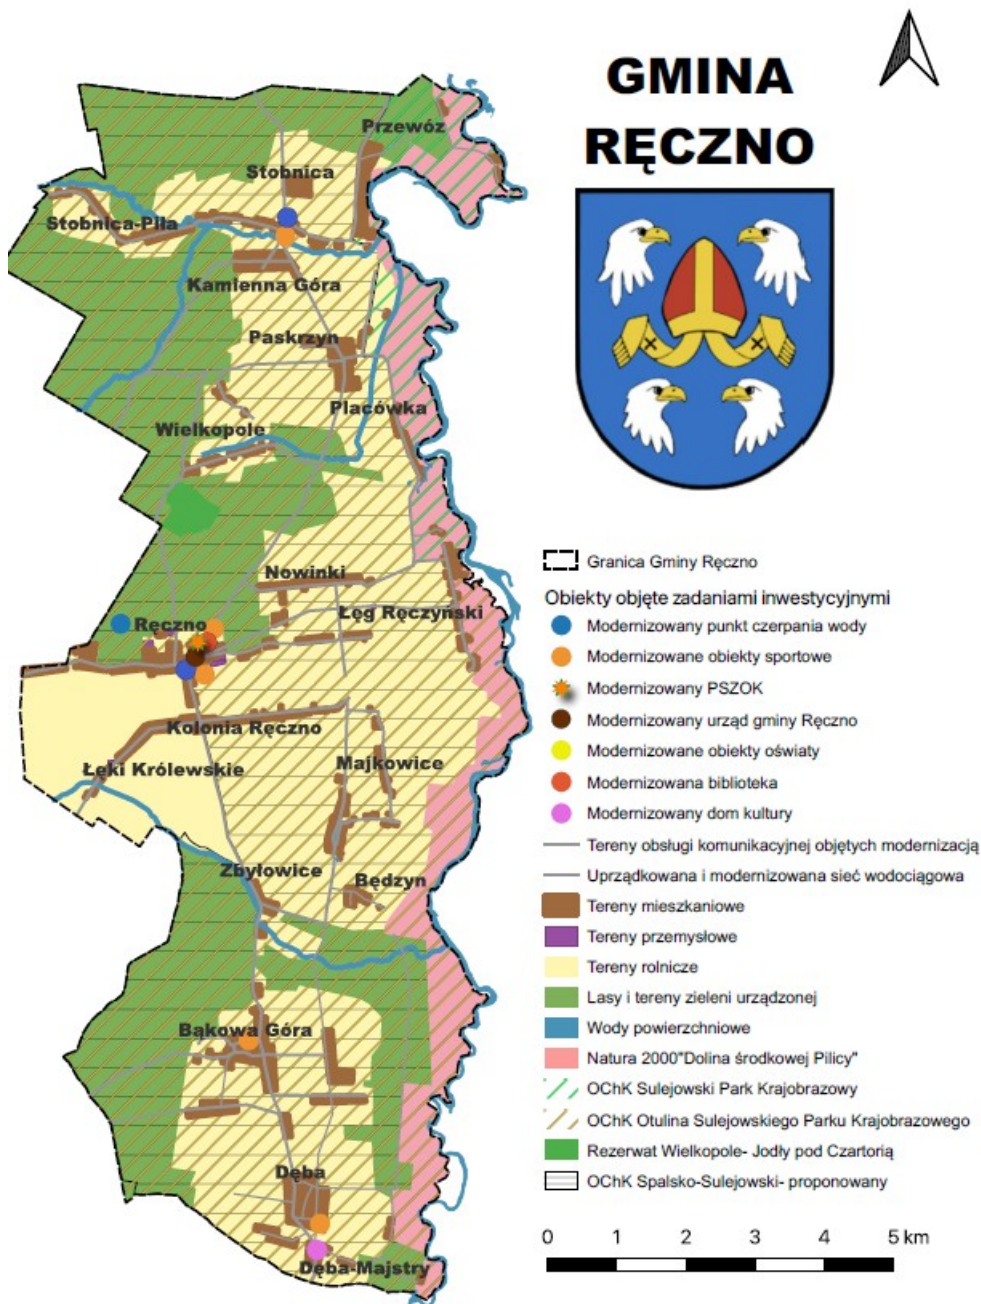 GMINA
RĘCZNO
Przewóz
Stobnica
Stobnica-Piła
Kamienna Góra
Paskrzyn
Placówka
Wielkopole
Nowinki
Łęg Ręczyński
Ręczno
Kolonia Ręczno
Majkowice
Łęki Królewskie
Zbyłowice
Będzyn
Bąkowa Góra
Dęba
Dęba-Majstry
Granica Gminy Ręczno
Obiekty objęte zadaniami inwestycyjnymi
Modernizowany punkt czerpania wody
Modernizowane obiekty sportowe
Modernizowany PSZOK
Modernizowany urząd gminy Ręczno
Modernizowane obiekty oświaty
Modernizowana biblioteka
Modernizowany dom kultury
Tereny obsługi komunikacyjnej objętych modernizacją
Uprządkowana i modernizowana sieć wodociągowa
Tereny mieszkaniowe
Tereny przemysłowe
Tereny rolnicze
Lasy i tereny zieleni urządzonej
Wody powierzchniowe
Natura 2000"Dolina środkowej Pilicy"
OChK Sulejowski Park Krajobrazowy
OChK Otulina Sulejowskiego Parku Krajobrazowego
Rezerwat Wielkopole- Jodły pod Czartorią
OChK Spalsko-Sulejowski- proponowany
0 1 2 3 4 5 km